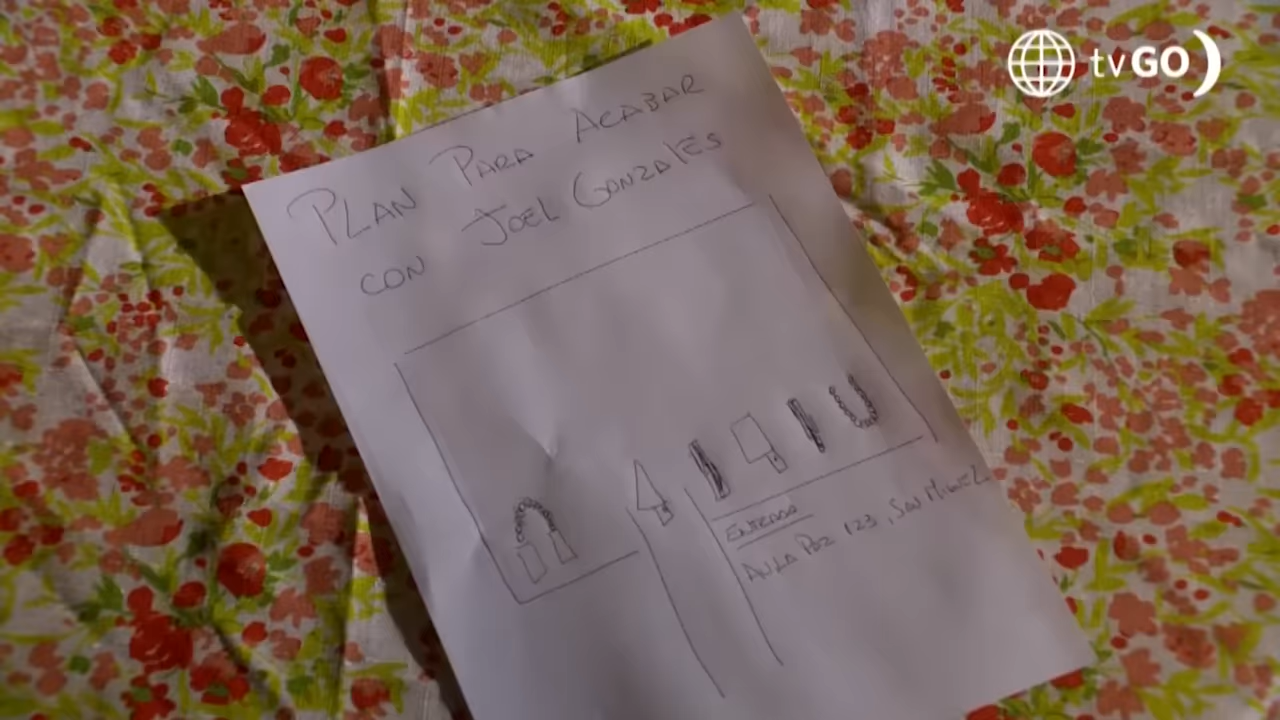 tvGO
PLAN PARA ACABAR
CON JOEL GONZALES
ENTRADA
AV. LA PAZ 123, SAN MIGUEL